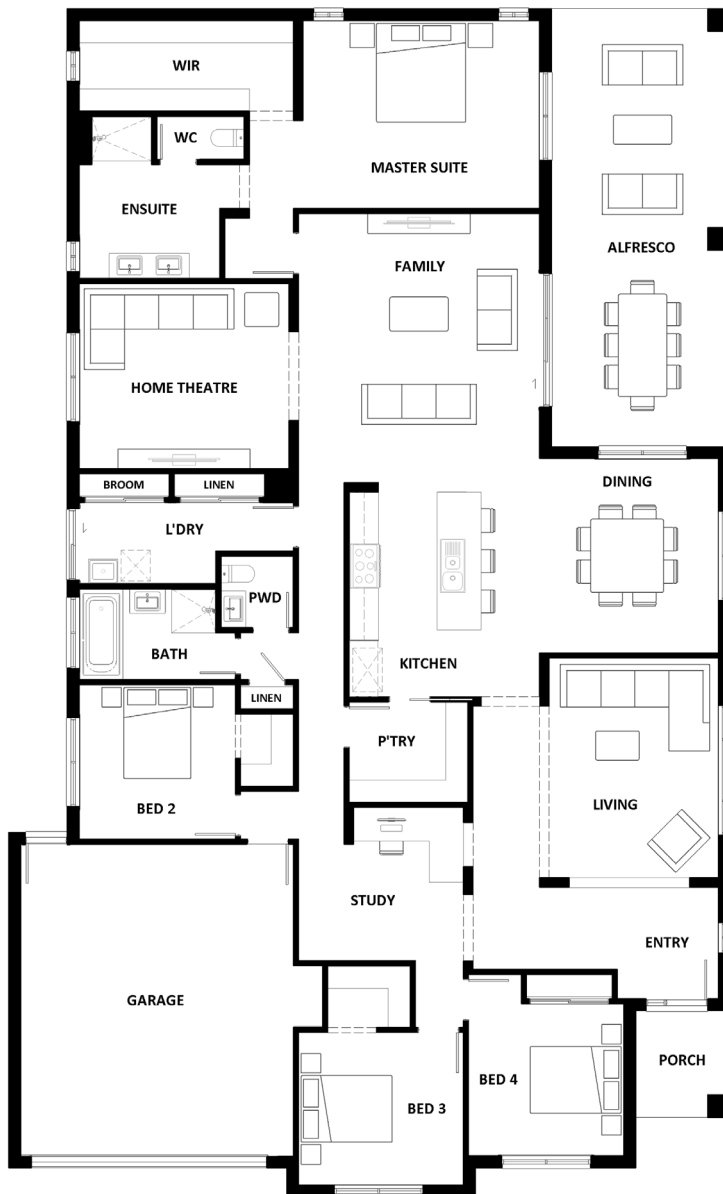 WIR
WC
MASTER SUITE
ENSUITE
ALFRESCO
FAMILY
HOME THEATRE
BROOM
LINEN
DINING
L'DRY
PWD
BATH
KITCHEN
LINEN
P'TRY
BED 2
LIVING
STUDY
ENTRY
GARAGE
PORCH
BED 4
BED 3